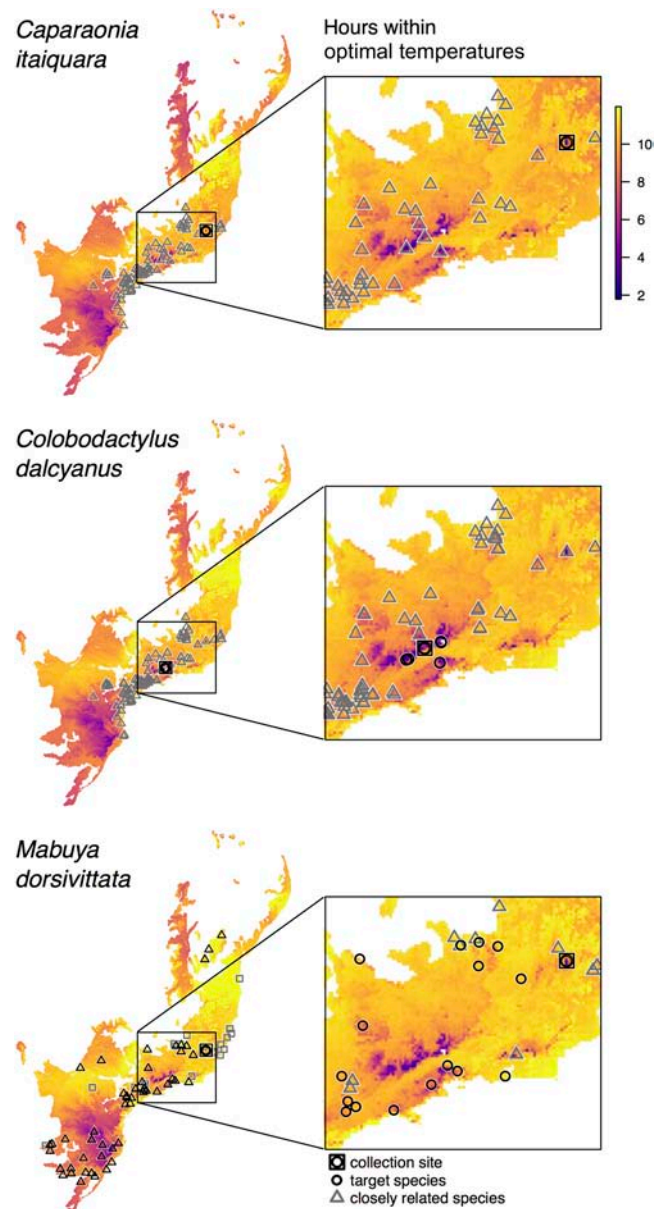 Caparaonia
itaiquara
Hours within
optimal temperatures
10
8
6
4
2
Colobodactylus
dalcyanus
Mabuya
dorsivittata
collection site
target species
closely related species